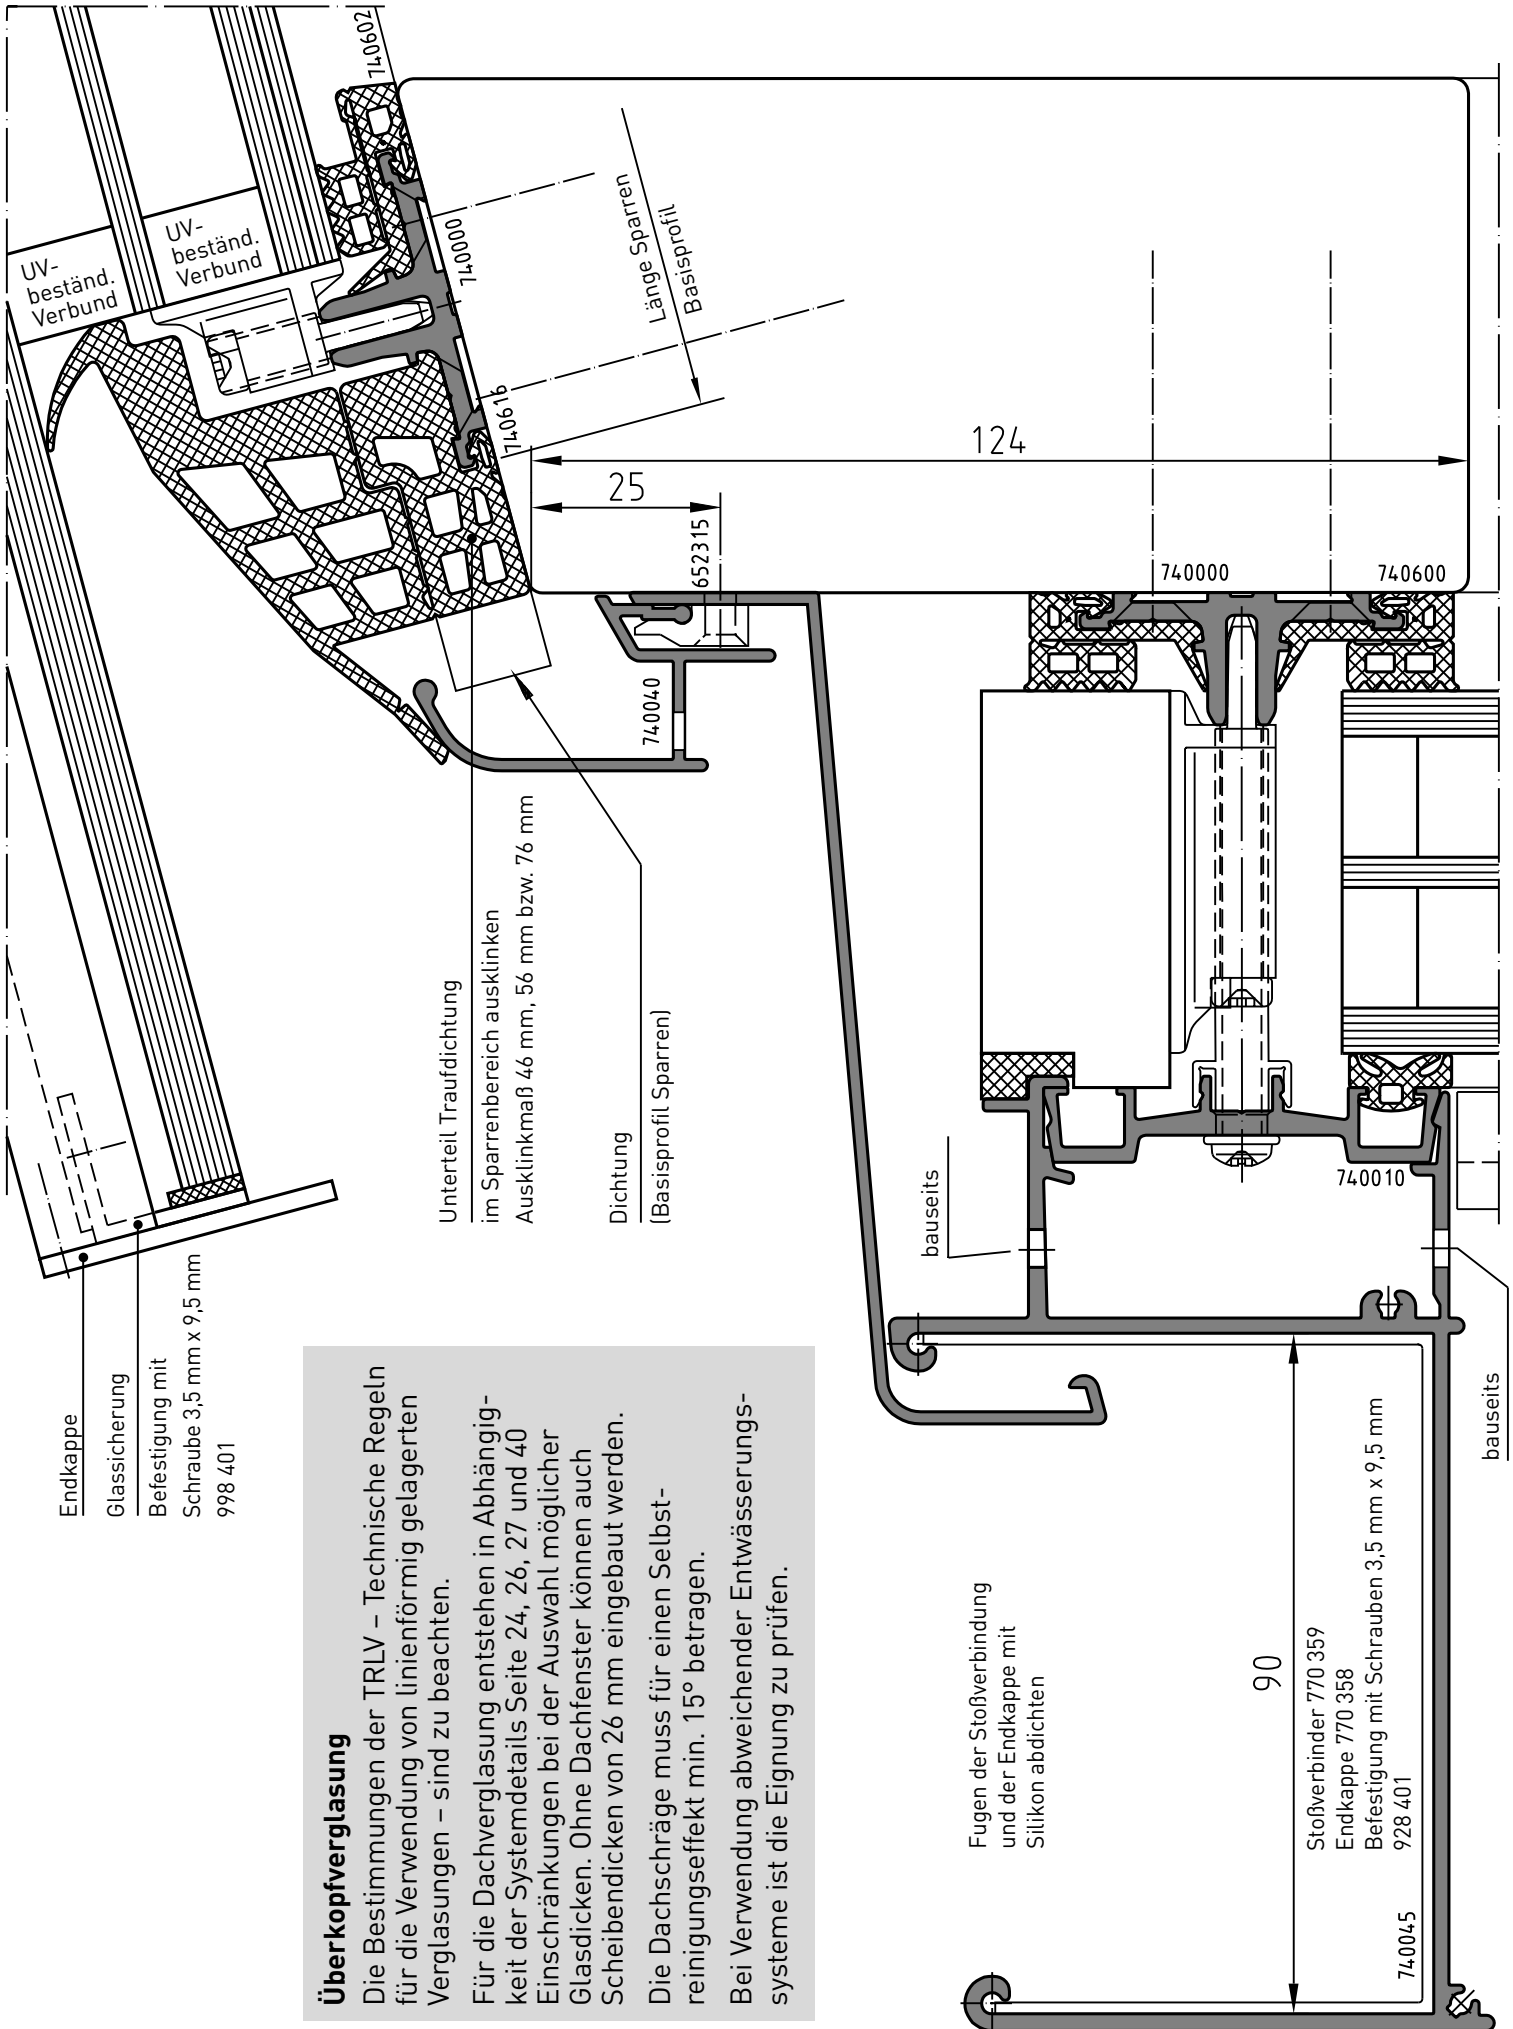 Überkopfverglasung
Die Bestimmungen der TRLV – Technische Regeln
für die Verwendung von linienförmig gelagerten
Verglasungen – sind zu beachten.
Für die Dachverglasung entstehen in Abhängig-
keit der Systemdetails Seite 24, 26, 27 und 40
Einschränkungen bei der Auswahl möglicher
Glasdicken. Ohne Dachfenster können auch
Scheibendicken von 26 mm eingebaut werden.
Die Dachschräge muss für einen Selbst-
reinigungseffekt min. 15° betragen.
Bei Verwendung abweichender Entwässerungs-
systeme ist die Eignung zu prüfen.
Endkappe
Glassicherung
Befestigung mit
Schraube 3,5 mm x 9,5 mm
998 401
UV-
beständ.
Verbund
UV-
beständ.
Verbund
740602
740000
740616
Länge Sparren
Basisprofil
Unterteil Traufdichtung
im Sparrenbereich ausklinken
Ausklinkmaß 46 mm, 56 mm bzw. 76 mm
Dichtung
(Basisprofil Sparren)
25
124
652315
740040
740000
740600
740010
bauseits
bauseits
Fugen der Stoßverbindung
und der Endkappe mit
Silikon abdichten
90
Stoßverbinder 770 359
Endkappe 770 358
Befestigung mit Schrauben 3,5 mm x 9,5 mm
928 401
740045